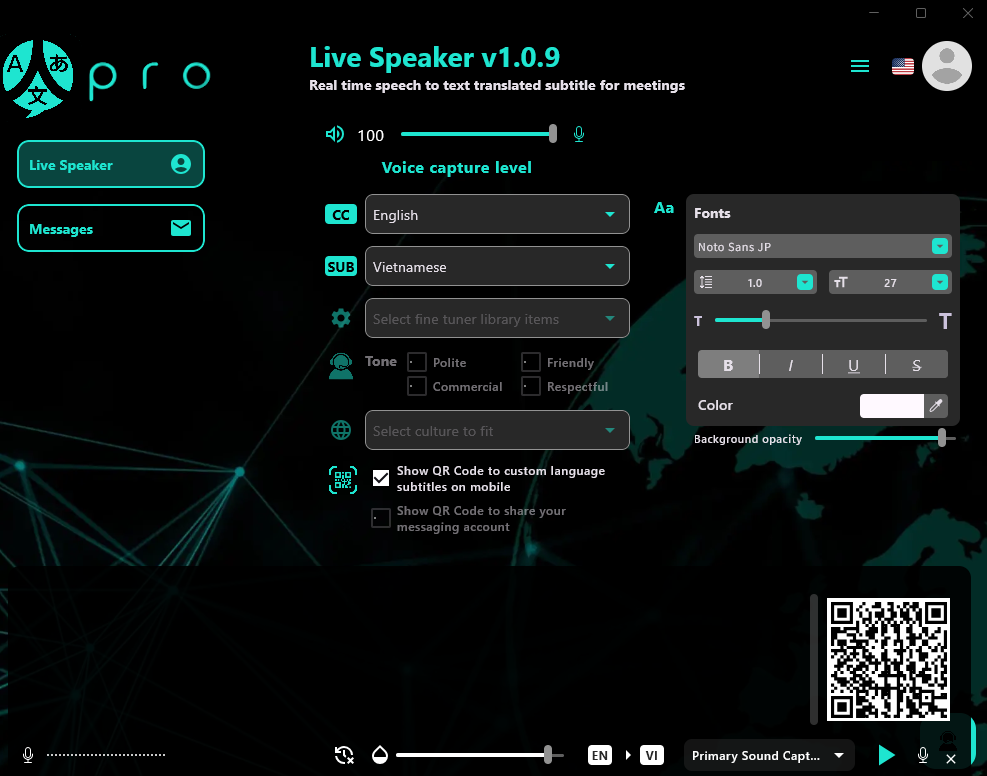 Aあ文 pro
Live Speaker v1.0.9
Real time speech to text translated subtitle for meetings
Live Speaker
Messages
100
Voice capture level
CC English
SUB Vietnamese
Select fine tuner library items
Tone Polite Friendly
Commercial Respectful
Select culture to fit
Show QR Code to custom language
subtitles on mobile
Show QR Code to share your
messaging account
Aa
Fonts
Noto Sans JP
1.0 TT 27
T T
B I U S
Color
Background opacity
EN VI Primary Sound Capt...